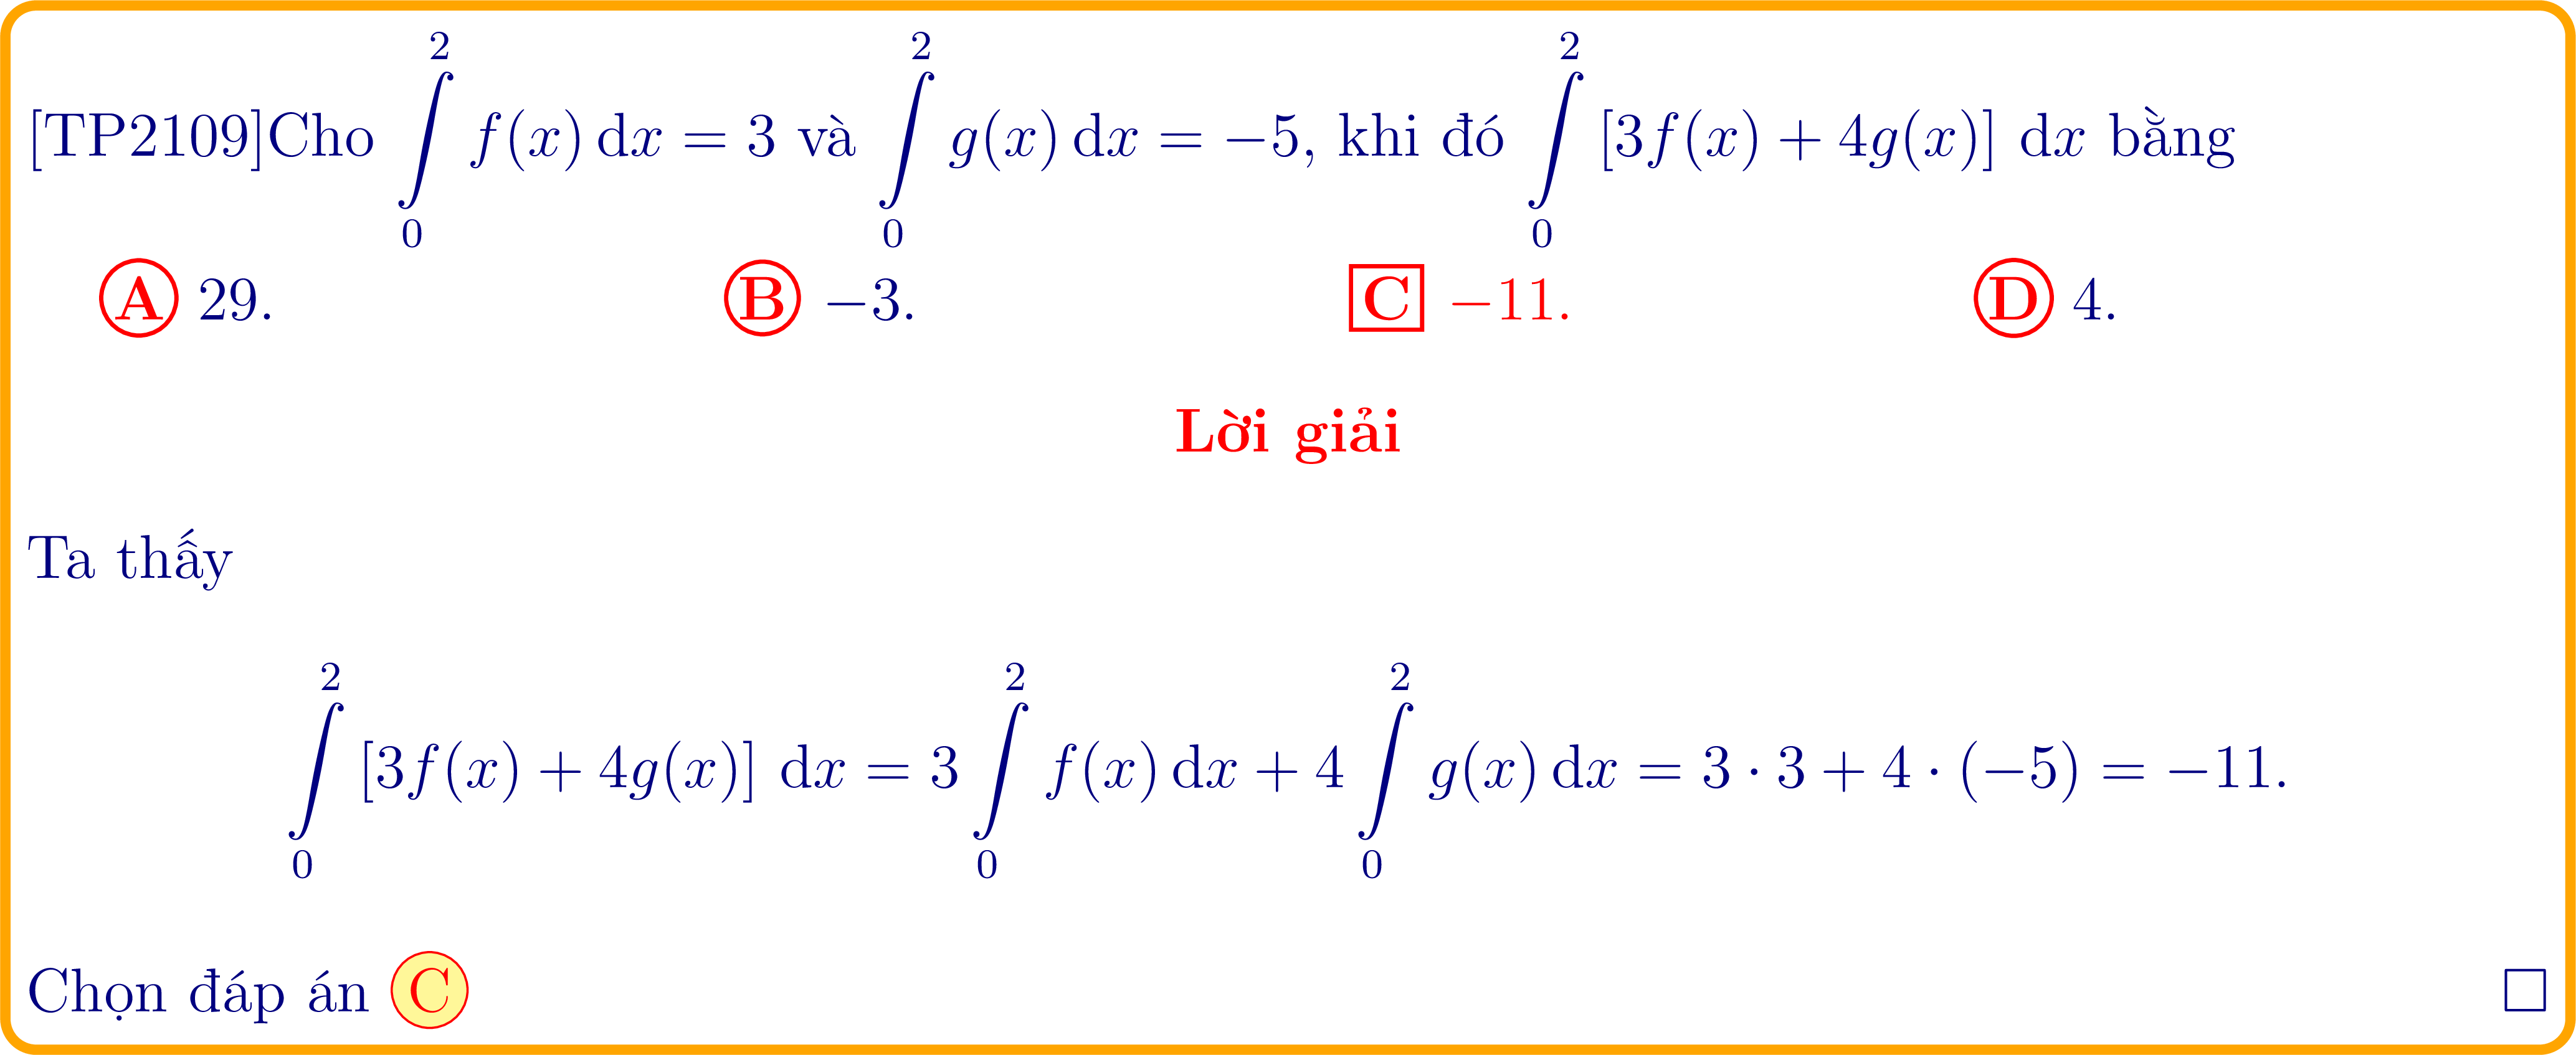 [TP2109]Cho \int\limits_0^2 f(x) dx = 3 và \int\limits_0^2 g(x) dx = −5, khi đó \int\limits_0^2 [3f(x) + 4g(x)] dx bằng
A 29. B −3. C −11. D 4.
Lời giải
Ta thấy
\int\limits_0^2 [3f(x) + 4g(x)] dx = 3 \int\limits_0^2 f(x) dx + 4 \int\limits_0^2 g(x) dx = 3 · 3 + 4 · (−5) = −11.
Chọn đáp án C □